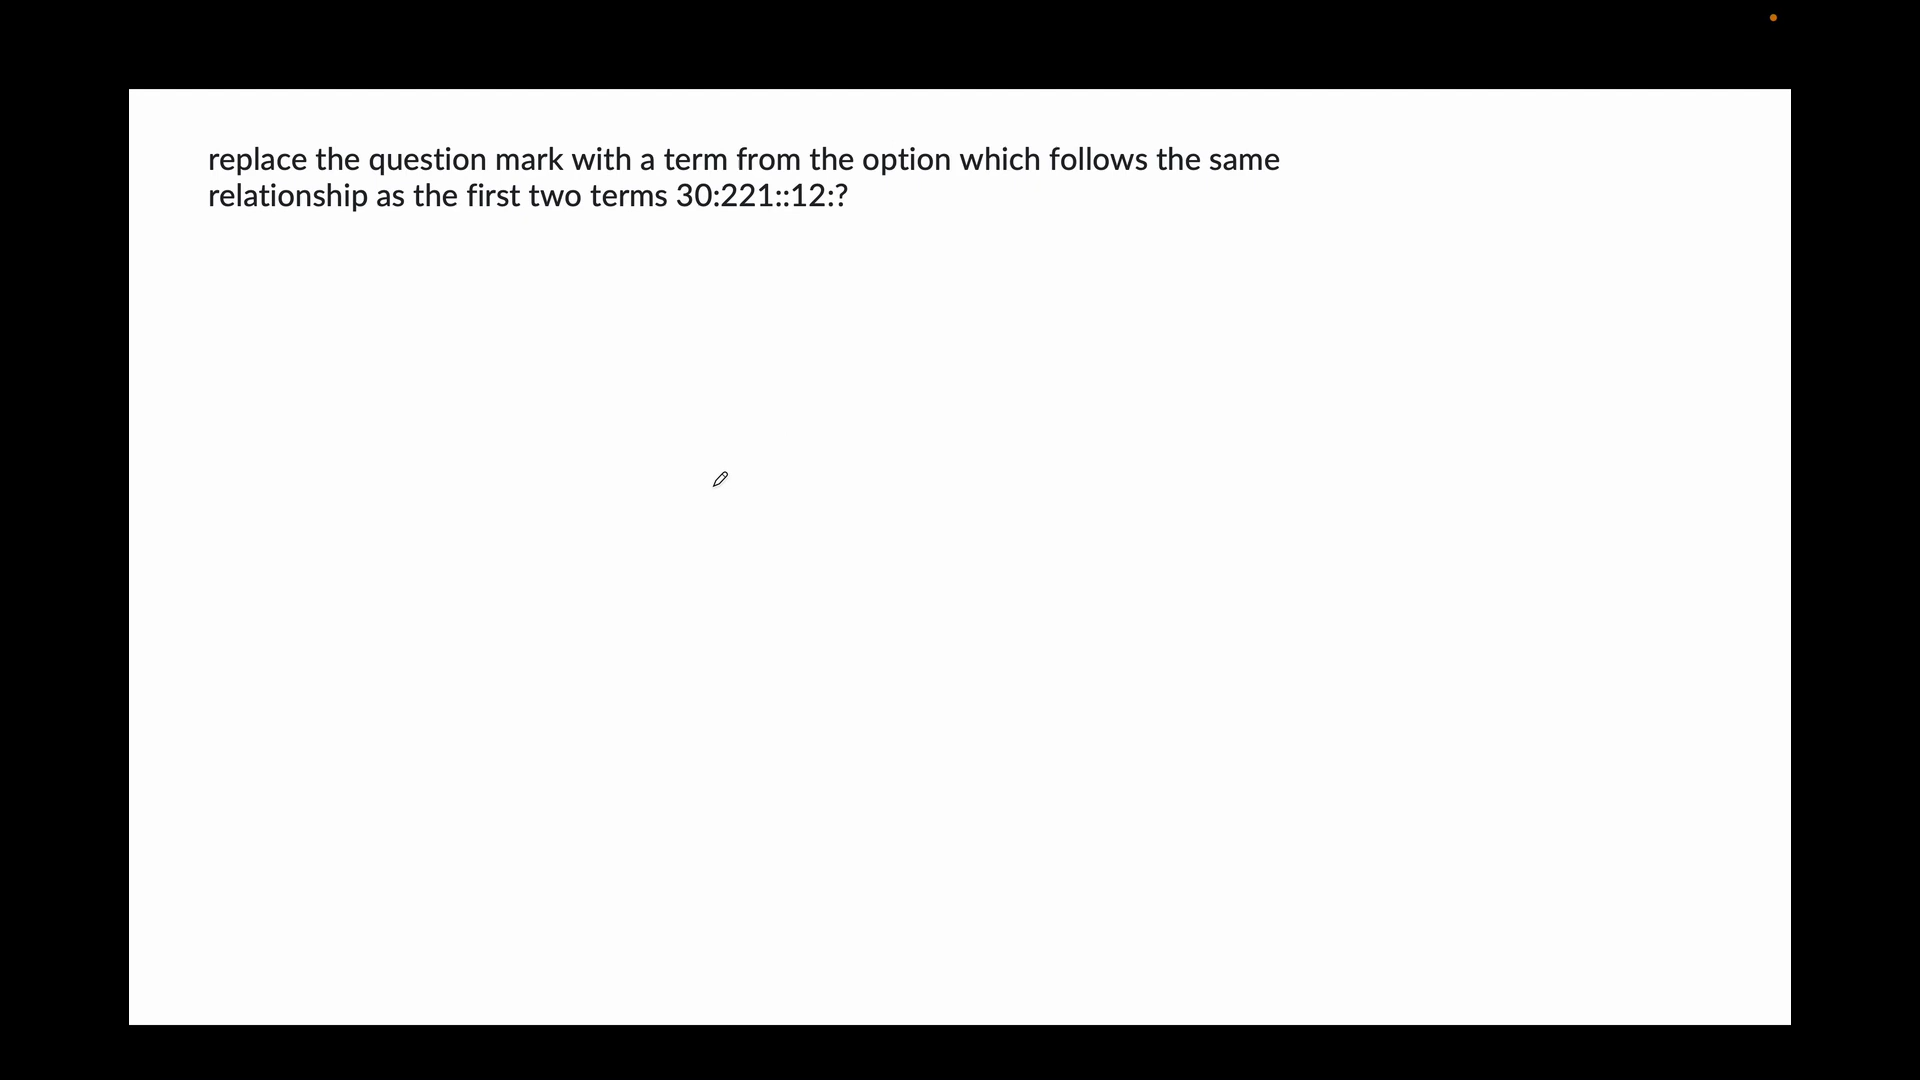 replace the question mark with a term from the option which follows the same
relationship as the first two terms 30:221::12:?